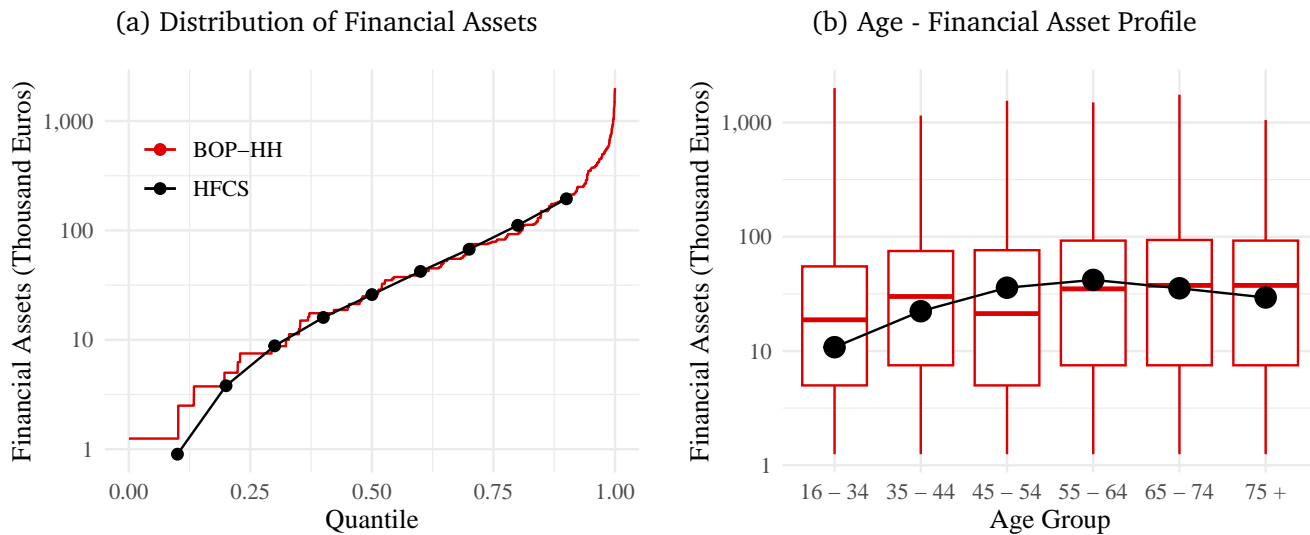 (a) Distribution of Financial Assets
Financial Assets (Thousand Euros)
1,000
100
10
1
BOP−HH
HFCS
0.00 0.25 0.50 0.75 1.00
Quantile
(b) Age - Financial Asset Profile
Financial Assets (Thousand Euros)
1,000
100
10
1
16 − 34 35 − 44 45 − 54 55 − 64 65 − 74 75 +
Age Group